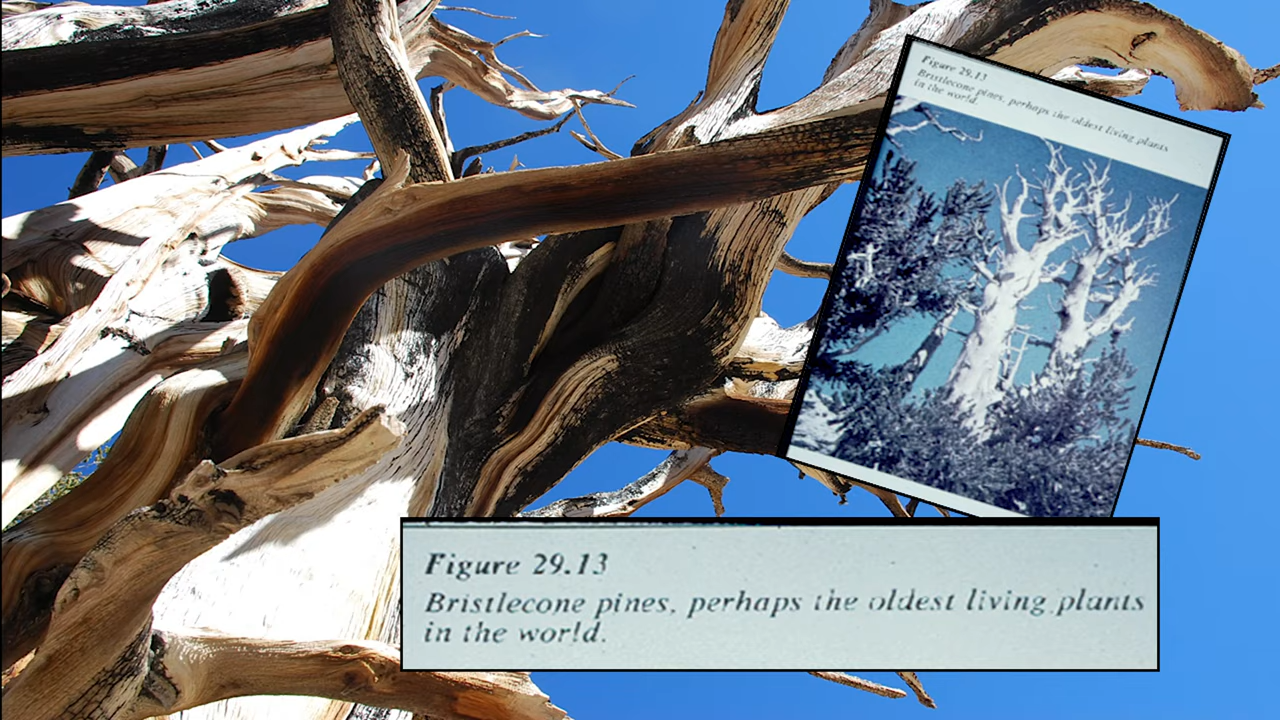 Figure 29.13
Bristlecone pines, perhaps the oldest living plants
in the world.
Figure 29.13
Bristlecone pines, perhaps the oldest living plants
in the world.